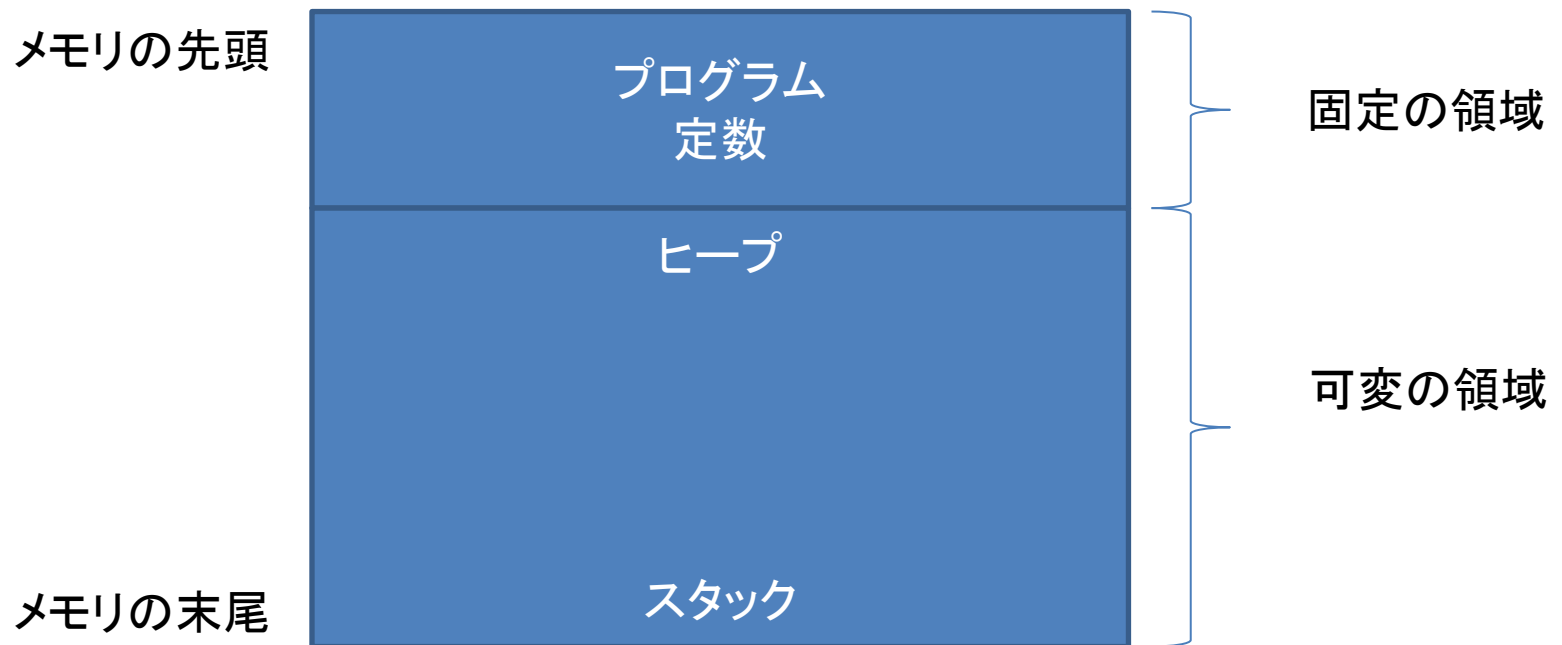 メモリの先頭
プログラム
定数
固定の領域
ヒープ
可変の領域
スタック
メモリの末尾